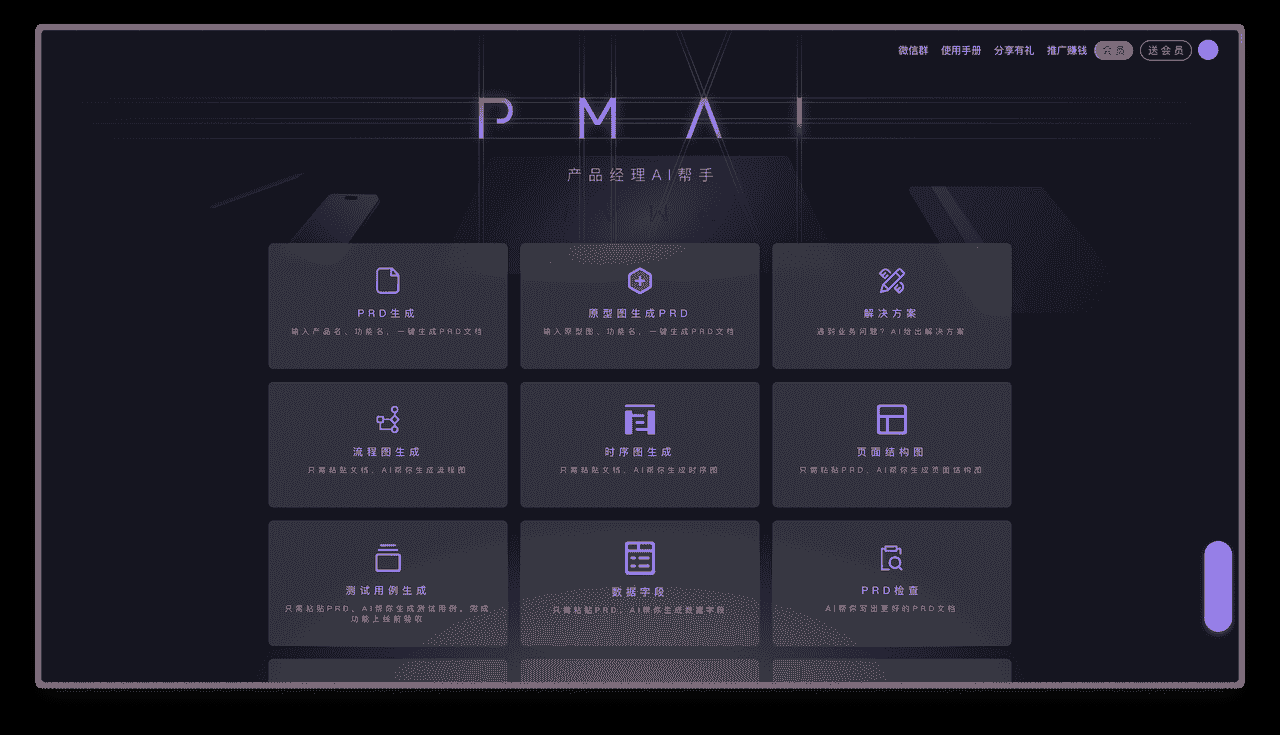 微信群 使用手册 分享有礼 推广赚钱 会员 送会员
PMAI
产品经理AI帮手
PRD生成
输入产品名、功能名，一键生成PRD文档
原型图生成PRD
输入原型图、功能名，一键生成PRD文档
解决方案
遇到业务问题？AI给出解决方案
流程图生成
只需粘贴文档，AI帮你生成流程图
时序图生成
只需粘贴文档，AI帮你生成时序图
页面结构图
只需粘贴PRD，AI帮你生成页面结构图
测试用例生成
只需粘贴PRD，AI帮你生成测试用例，完成
功能上线前验收
数据字段
只需粘贴PRD，AI帮你生成数据字段
PRD检查
AI帮你写出更好的PRD文档